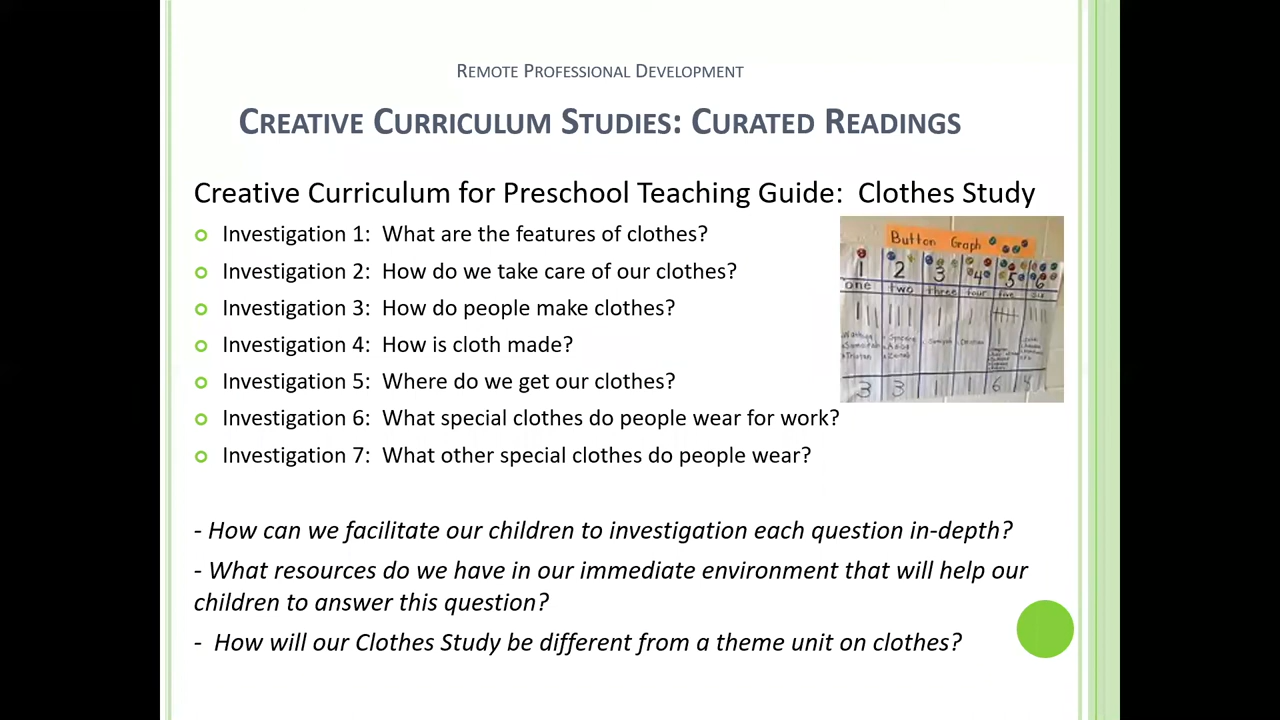 Remote Professional Development
Creative Curriculum Studies: Curated Readings
Creative Curriculum for Preschool Teaching Guide: Clothes Study
Investigation 1: What are the features of clothes?
Investigation 2: How do we take care of our clothes?
Investigation 3: How do people make clothes?
Investigation 4: How is cloth made?
Investigation 5: Where do we get our clothes?
Investigation 6: What special clothes do people wear for work?
Investigation 7: What other special clothes do people wear?
Button Graph
1 2 3 4 5 6
one two three four five six
3 3 1 1 6
- How can we facilitate our children to investigation each question in-depth?
- What resources do we have in our immediate environment that will help our
children to answer this question?
- How will our Clothes Study be different from a theme unit on clothes?